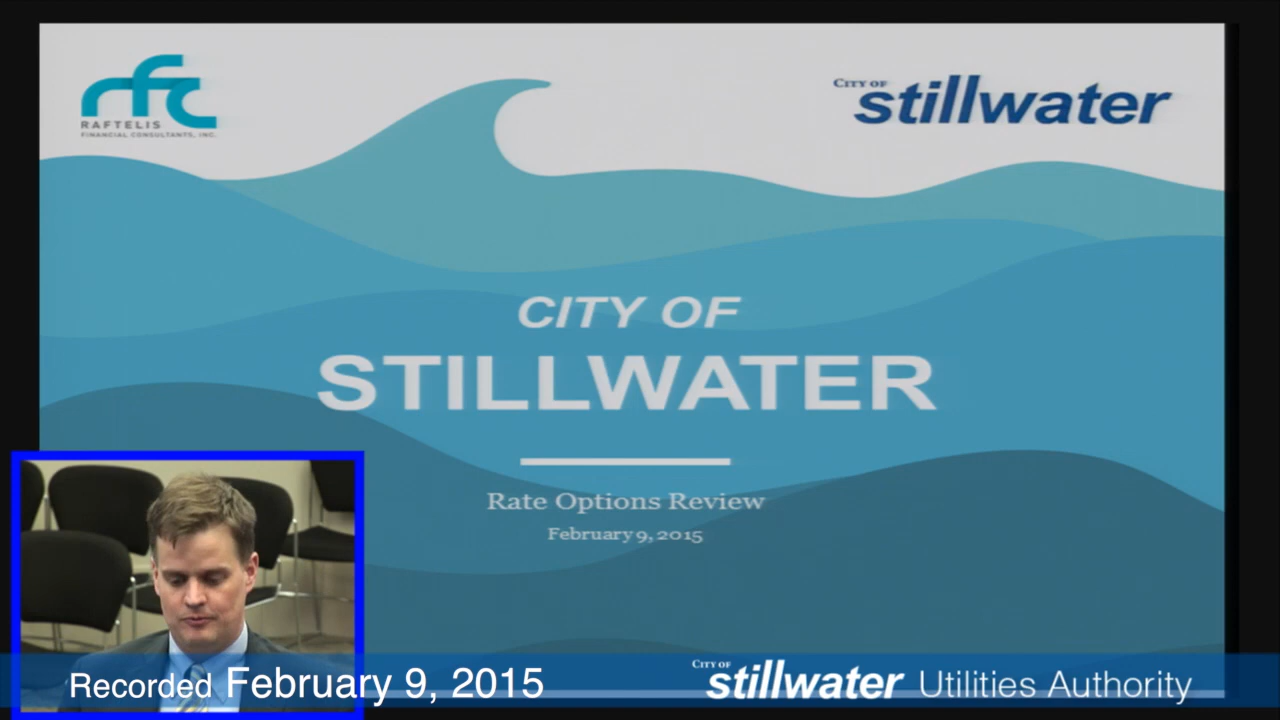 rfc
RAFTELIS
FINANCIAL CONSULTANTS, INC.
CITY OF
stillwater
CITY OF
STILLWATER
Rate Options Review
February 9, 2015
Recorded February 9, 2015
CITY OF
stillwater Utilities Authority